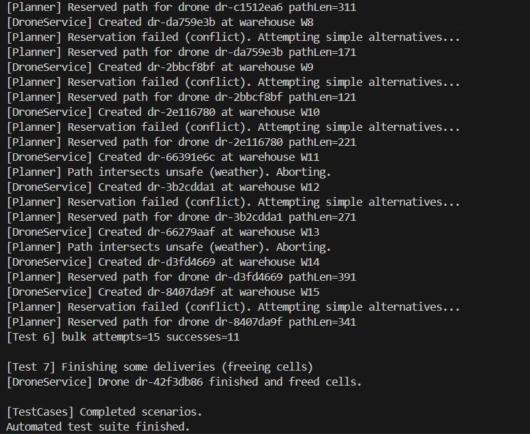 [Planner] Reserved path for drone dr-c1512ea6 pathLen=311
[DroneService] Created dr-da759e3b at warehouse W8
[Planner] Reservation failed (conflict). Attempting simple alternatives...
[Planner] Reserved path for drone dr-da759e3b pathLen=171
[DroneService] Created dr-2bbcf8bf at warehouse W9
[Planner] Reservation failed (conflict). Attempting simple alternatives...
[Planner] Reserved path for drone dr-2bbcf8bf pathLen=121
[DroneService] Created dr-2e116780 at warehouse W10
[Planner] Reservation failed (conflict). Attempting simple alternatives...
[Planner] Reserved path for drone dr-2e116780 pathLen=221
[DroneService] Created dr-66391e6c at warehouse W11
[Planner] Path intersects unsafe (weather). Aborting.
[DroneService] Created dr-3b2cdda1 at warehouse W12
[Planner] Reservation failed (conflict). Attempting simple alternatives...
[Planner] Reserved path for drone dr-3b2cdda1 pathLen=271
[DroneService] Created dr-66279aaf at warehouse W13
[Planner] Path intersects unsafe (weather). Aborting.
[DroneService] Created dr-d3fd4669 at warehouse W14
[Planner] Reserved path for drone dr-d3fd4669 pathLen=391
[DroneService] Created dr-8407da9f at warehouse W15
[Planner] Reservation failed (conflict). Attempting simple alternatives...
[Planner] Reserved path for drone dr-8407da9f pathLen=341
[Test 6] bulk attempts=15 successes=11

[Test 7] Finishing some deliveries (freeing cells)
[DroneService] Drone dr-42f3db86 finished and freed cells.

[TestCases] Completed scenarios.
Automated test suite finished.